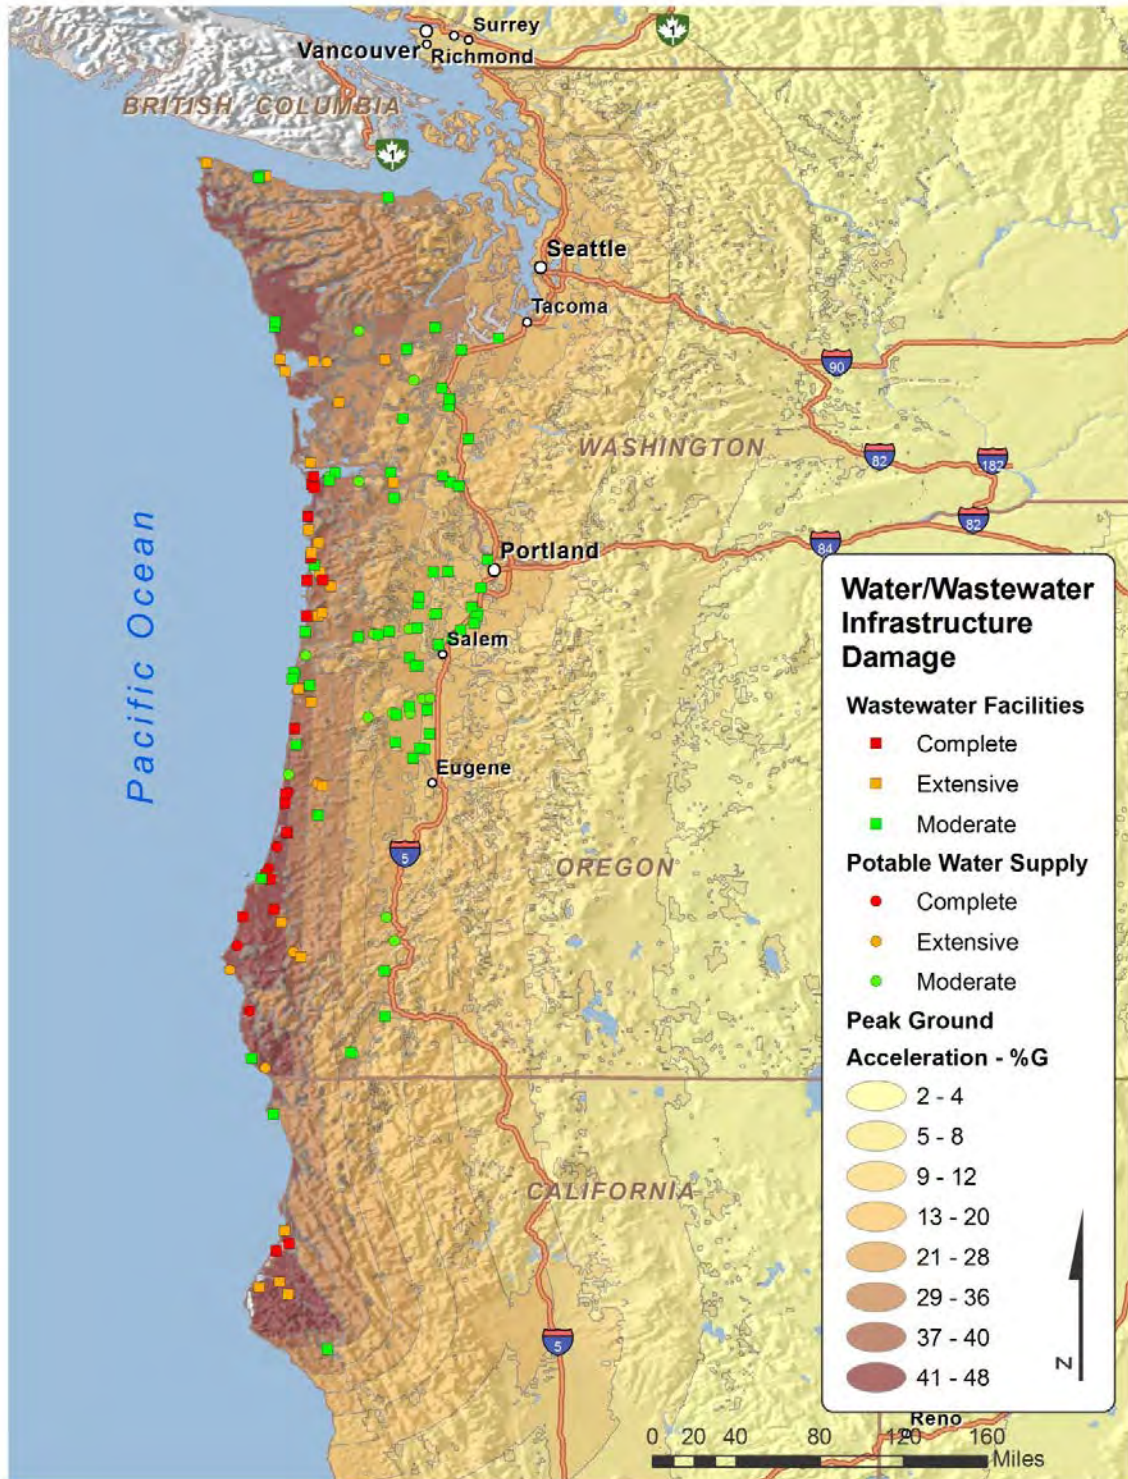 Surrey
1
Vancouver
Richmond
BRITISH COLUMBIA
1
Seattle
Tacoma
90
WASHINGTON
82
182
82
Portland
84
Pacific Ocean
Salem
Eugene
5
OREGON
CALIFORNIA
5
Water/Wastewater
Infrastructure
Damage
Wastewater Facilities
Complete
Extensive
Moderate
Potable Water Supply
Complete
Extensive
Moderate
Peak Ground
Acceleration - %G
2 - 4
5 - 8
9 - 12
13 - 20
21 - 28
29 - 36
37 - 40
41 - 48
N
Reno
0 20 40 80 120 160
Miles